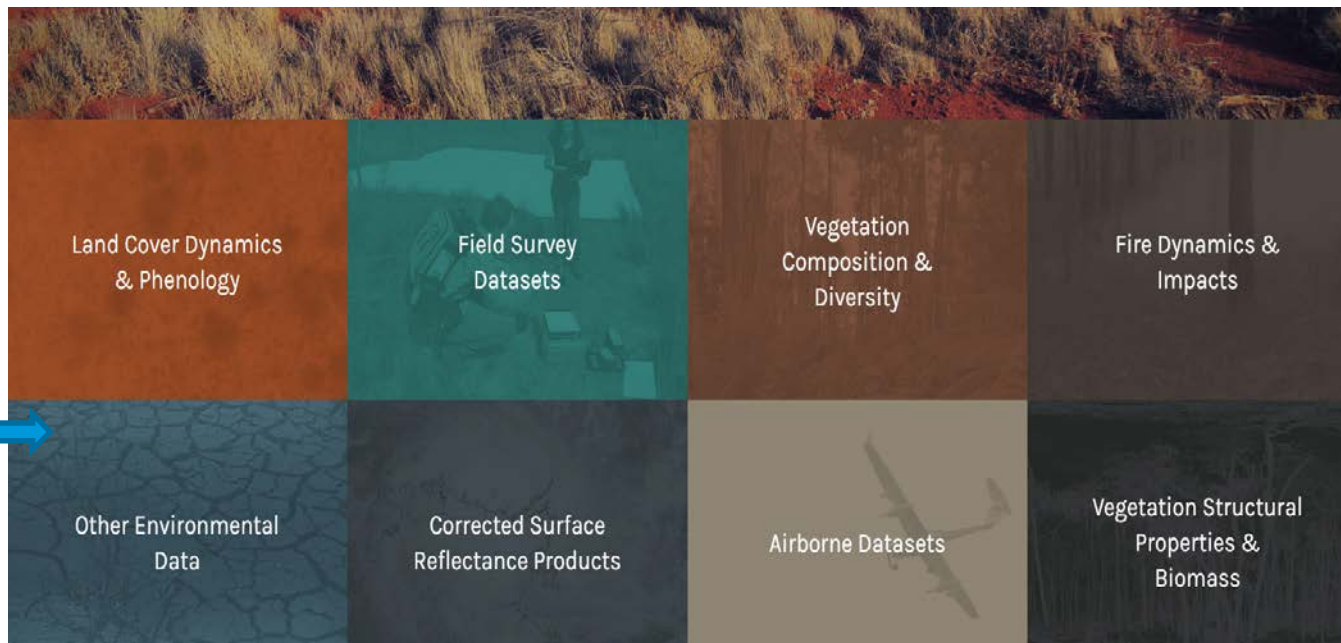 Land Cover Dynamics
& Phenology
Field Survey
Datasets
Vegetation
Composition &
Diversity
Fire Dynamics &
Impacts
Other Environmental
Data
Corrected Surface
Reflectance Products
Airborne Datasets
Vegetation Structural
Properties &
Biomass